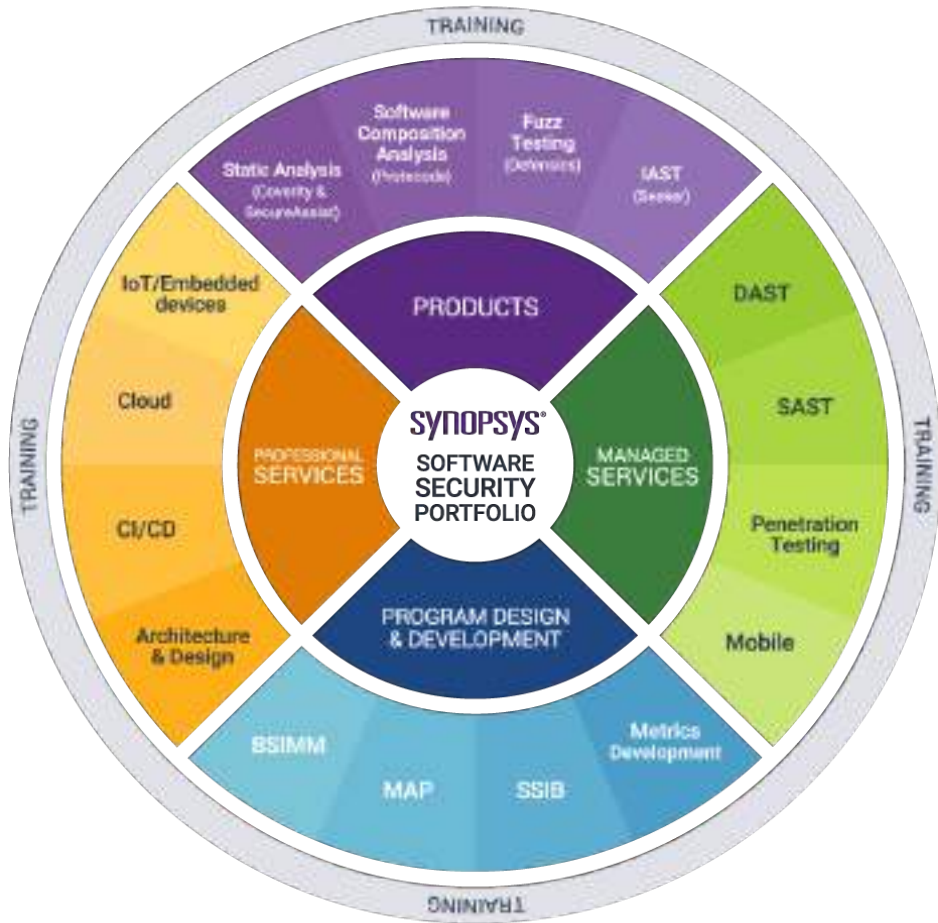 TRAINING
Static Analysis
(Coverity &
SecureAssist)
Software
Composition
Analysis
(Protecode)
Fuzz
Testing
(Defensics)
IAST
(Seeker)
PRODUCTS
IoT/Embedded
devices
Cloud
CI/CD
Architecture
& Design
PROFESSIONAL
SERVICES
SYNOPSYS®
SOFTWARE
SECURITY
PORTFOLIO
MANAGED
SERVICES
DAST
SAST
Penetration
Testing
Mobile
TRAINING
TRAINING
PROGRAM DESIGN
& DEVELOPMENT
BSIMM
MAP
SSIB
Metrics
Development
TRAINING